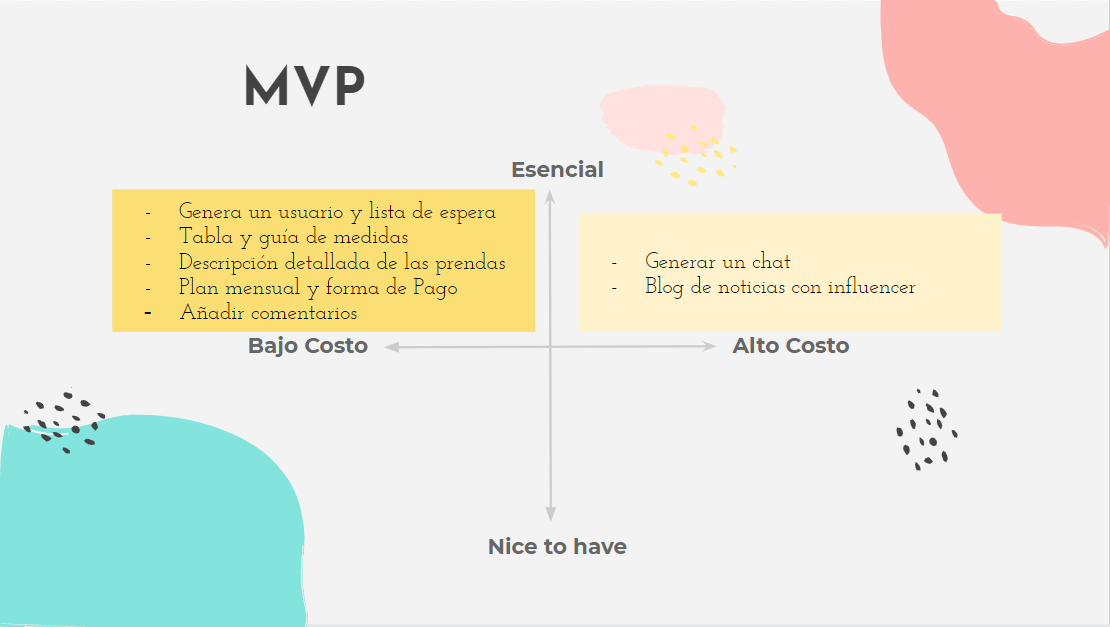 MVP
Esencial
- Genera un usuario y lista de espera
- Tabla y guía de medidas
- Descripción detallada de las prendas
- Plan mensual y forma de Pago
- Añadir comentarios
- Generar un chat
- Blog de noticias con influencer
Bajo Costo
Alto Costo
Nice to have